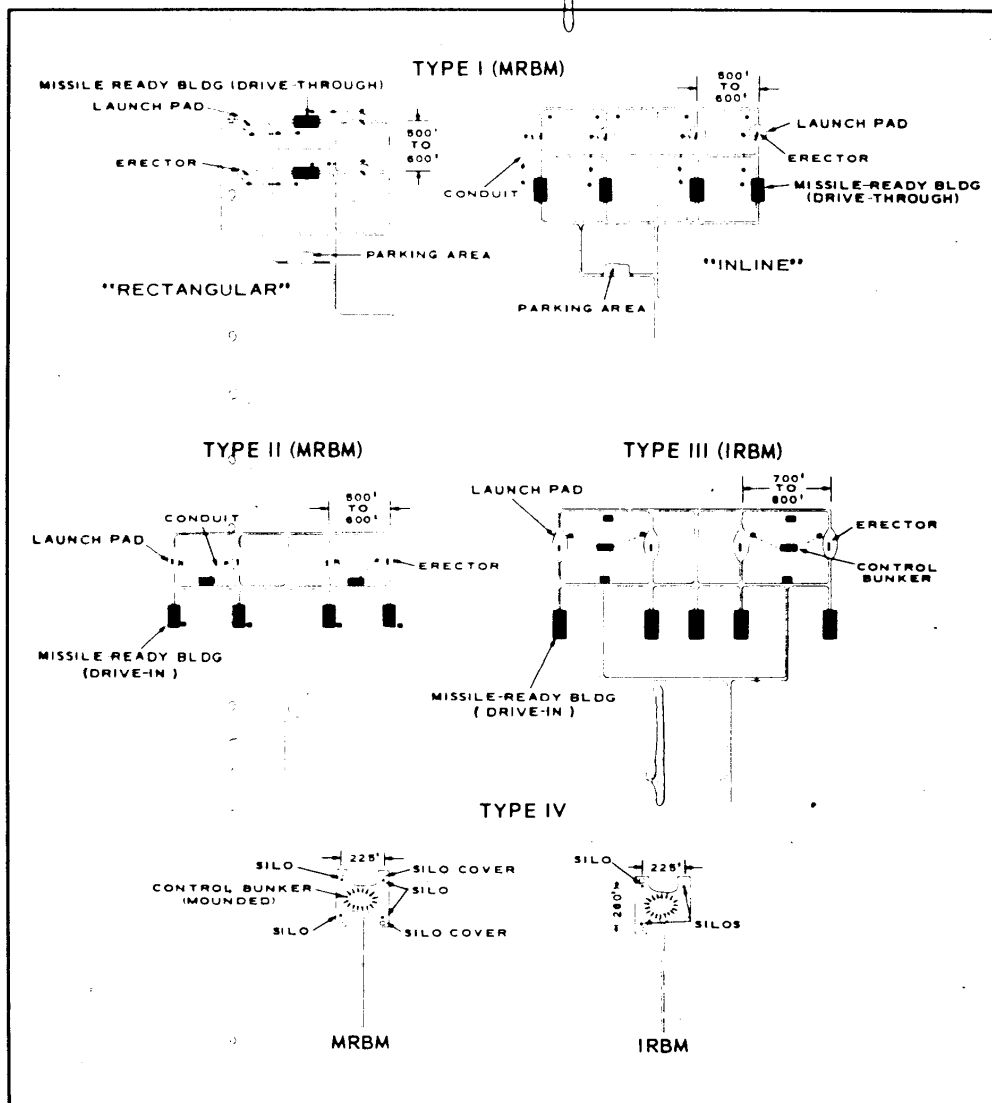 TYPE I (MRBM)
MISSILE READY BLDG (DRIVE-THROUGH)
LAUNCH PAD
ERECTOR
500'
TO
600'
PARKING AREA
"RECTANGULAR"
500'
TO
600'
LAUNCH PAD
ERECTOR
CONDUIT
MISSILE-READY BLDG
(DRIVE-THROUGH)
"INLINE"
PARKING AREA
TYPE II (MRBM)
500'
TO
600'
CONDUIT
LAUNCH PAD
ERECTOR
MISSILE-READY BLDG
(DRIVE-IN)
TYPE III (IRBM)
700'
TO
800'
LAUNCH PAD
ERECTOR
CONTROL
BUNKER
MISSILE-READY BLDG
(DRIVE-IN)
TYPE IV
225'
SILO
SILO COVER
CONTROL BUNKER
(MOUNDED)
SILO
SILO
SILO COVER
MRBM
SILO
225'
260'
SILOS
IRBM